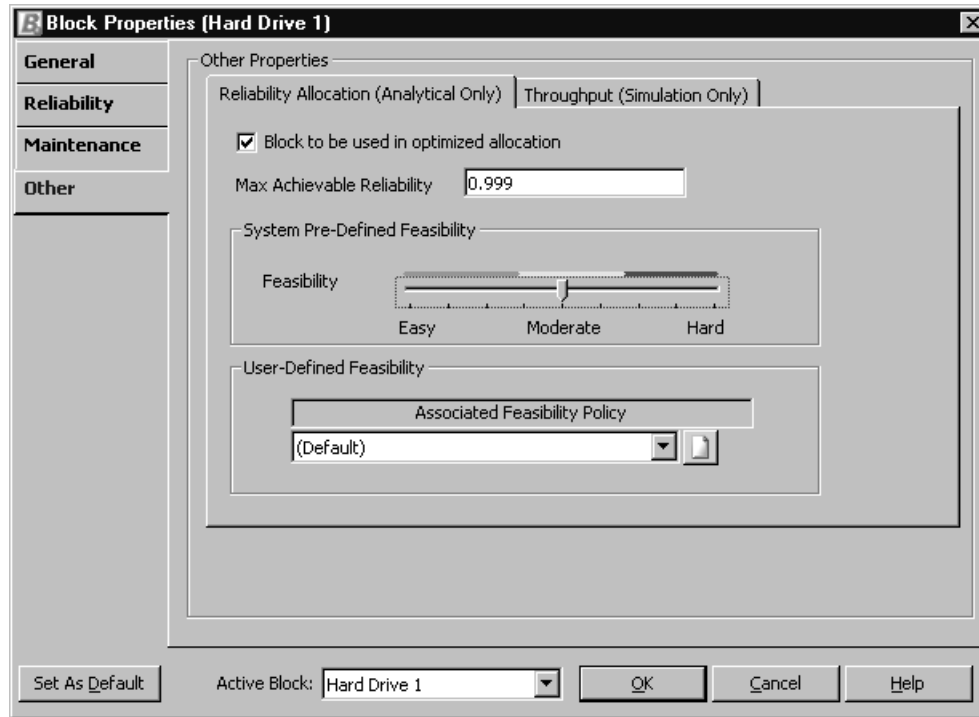 Block Properties (Hard Drive 1)
General
Reliability
Maintenance
Other
Other Properties
Reliability Allocation (Analytical Only)
Throughput (Simulation Only)
Block to be used in optimized allocation
Max Achievable Reliability 0.999
System Pre-Defined Feasibility
Feasibility
Easy Moderate Hard
User-Defined Feasibility
Associated Feasibility Policy
(Default)
Set As Default
Active Block: Hard Drive 1
OK
Cancel
Help